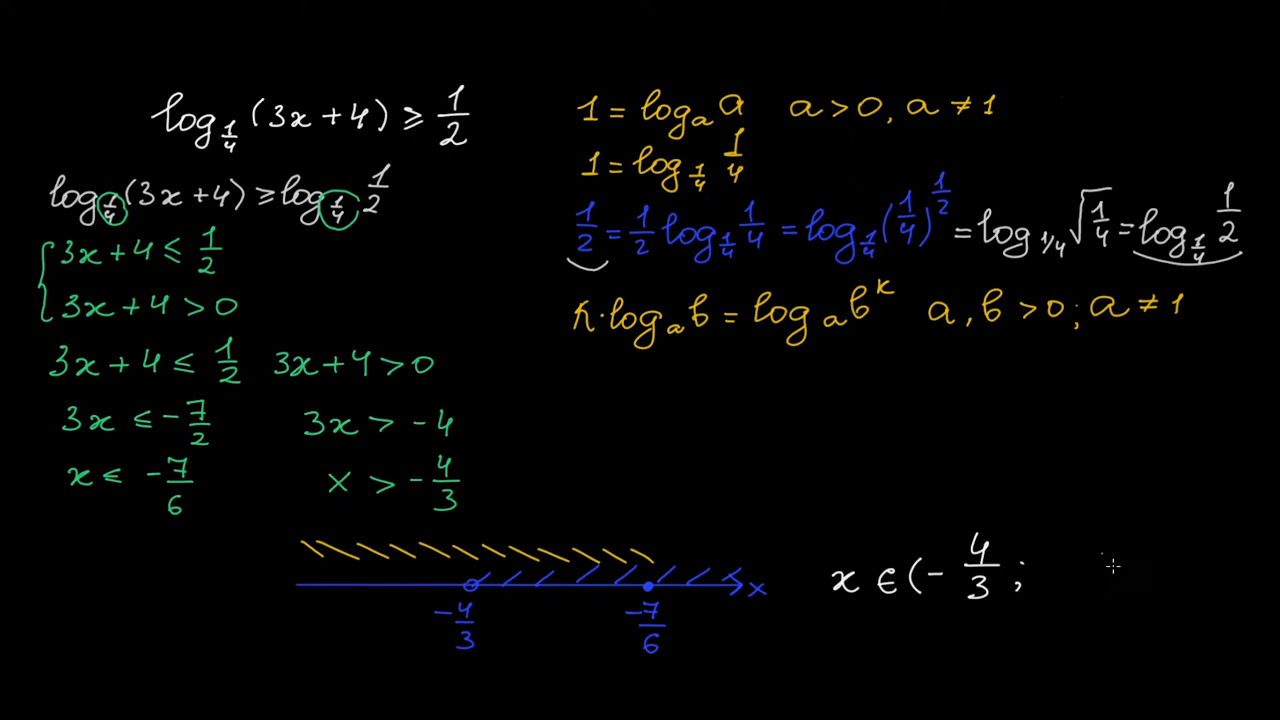 log_{1/4} (3x+4) ≥ 1/2
log_{1/4} (3x+4) ≥ log_{1/4} 1/2
{ 3x+4 ≤ 1/2
3x+4 > 0
3x+4 ≤ 1/2   3x+4 > 0
3x ≤ -7/2   3x > -4
x ≤ -7/6   x > -4/3
1 = log_a a   a > 0, a ≠ 1
1 = log_{1/4} 1/4
1/2 = 1/2 log_{1/4} 1/4 = log_{1/4} (1/4)^{1/2} = log_{1/4} √(1/4) = log_{1/4} 1/2
k·log_a b = log_a b^k   a, b > 0; a ≠ 1
x
-4/3   -7/6
x ∈ (-4/3 ;